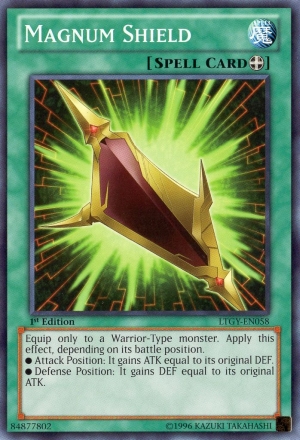 MAGNUM SHIELD
魔
[SPELL CARD]
1st Edition
LTGY-EN058
Equip only to a Warrior-Type monster. Apply this
effect, depending on its battle position.
● Attack Position: It gains ATK equal to its original DEF.
● Defense Position: It gains DEF equal to its original
ATK.
84877802
©1996 KAZUKI TAKAHASHI